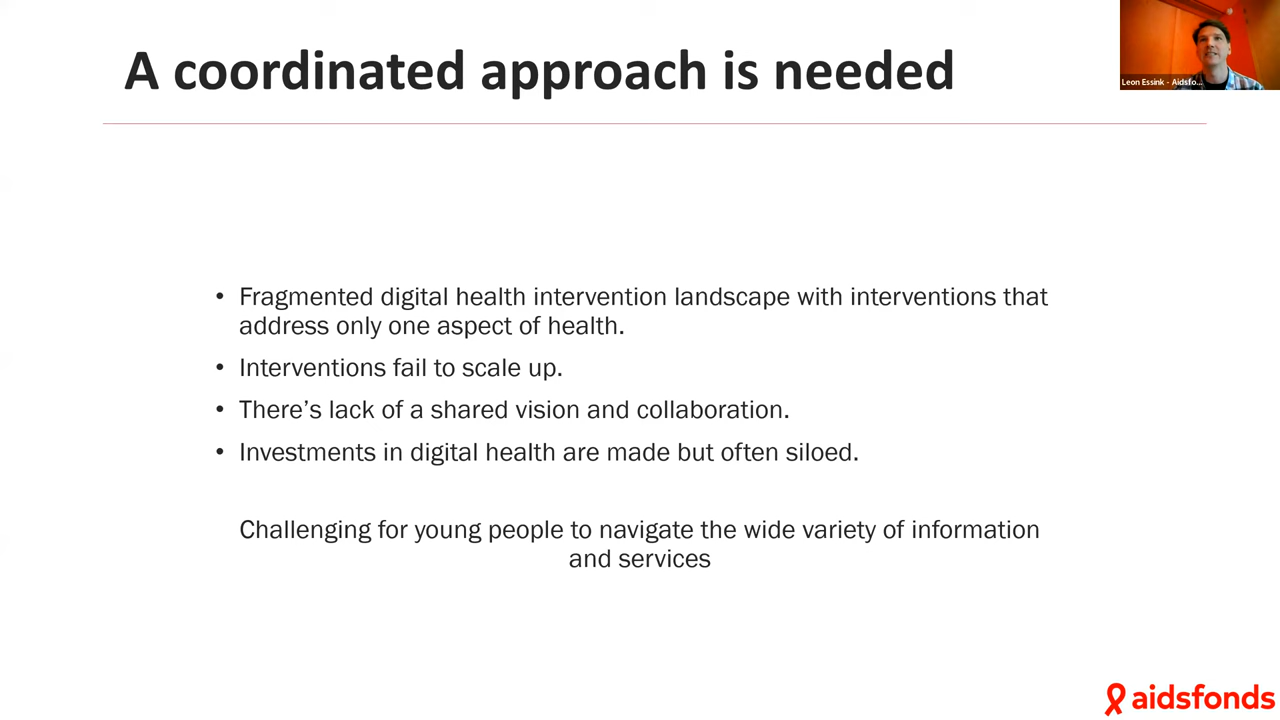 A coordinated approach is needed
Leon Essink - Aidsfo...
• Fragmented digital health intervention landscape with interventions that
address only one aspect of health.
• Interventions fail to scale up.
• There’s lack of a shared vision and collaboration.
• Investments in digital health are made but often siloed.
Challenging for young people to navigate the wide variety of information
and services
aidsfonds